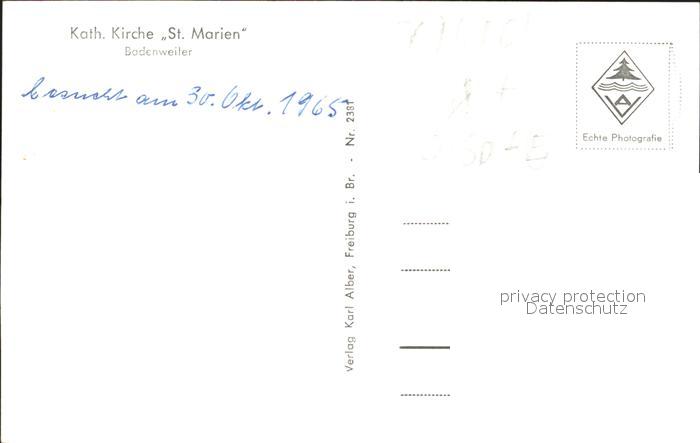 Kath. Kirche „St. Marien"
Badenweiler
besucht am 30. Okt. 1965
Verlag Karl Alber, Freiburg i. Br. - Nr. 2381
Echte Photografie
privacy protection
Datenschutz